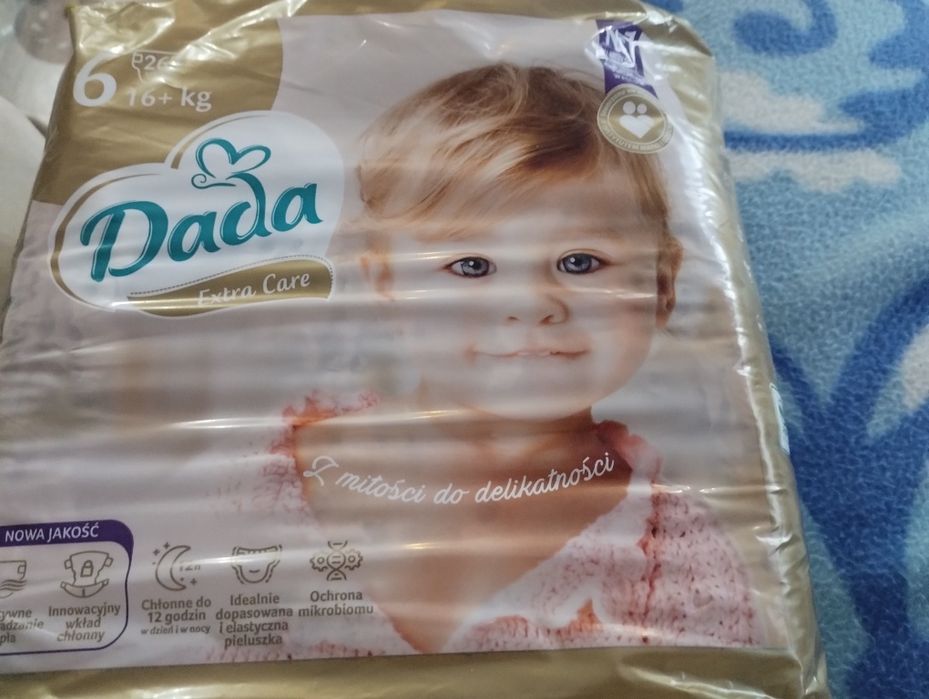 6
26
16+ kg
Dada
Extra Care
Z miłości do delikatności
NOWA JAKOŚĆ
Innowacyjny
wkład
chłonny
Chłonne do
12 godzin
w dzień i w nocy
Idealnie
dopasowana
i elastyczna
pieluszka
Ochrona
mikrobiomu